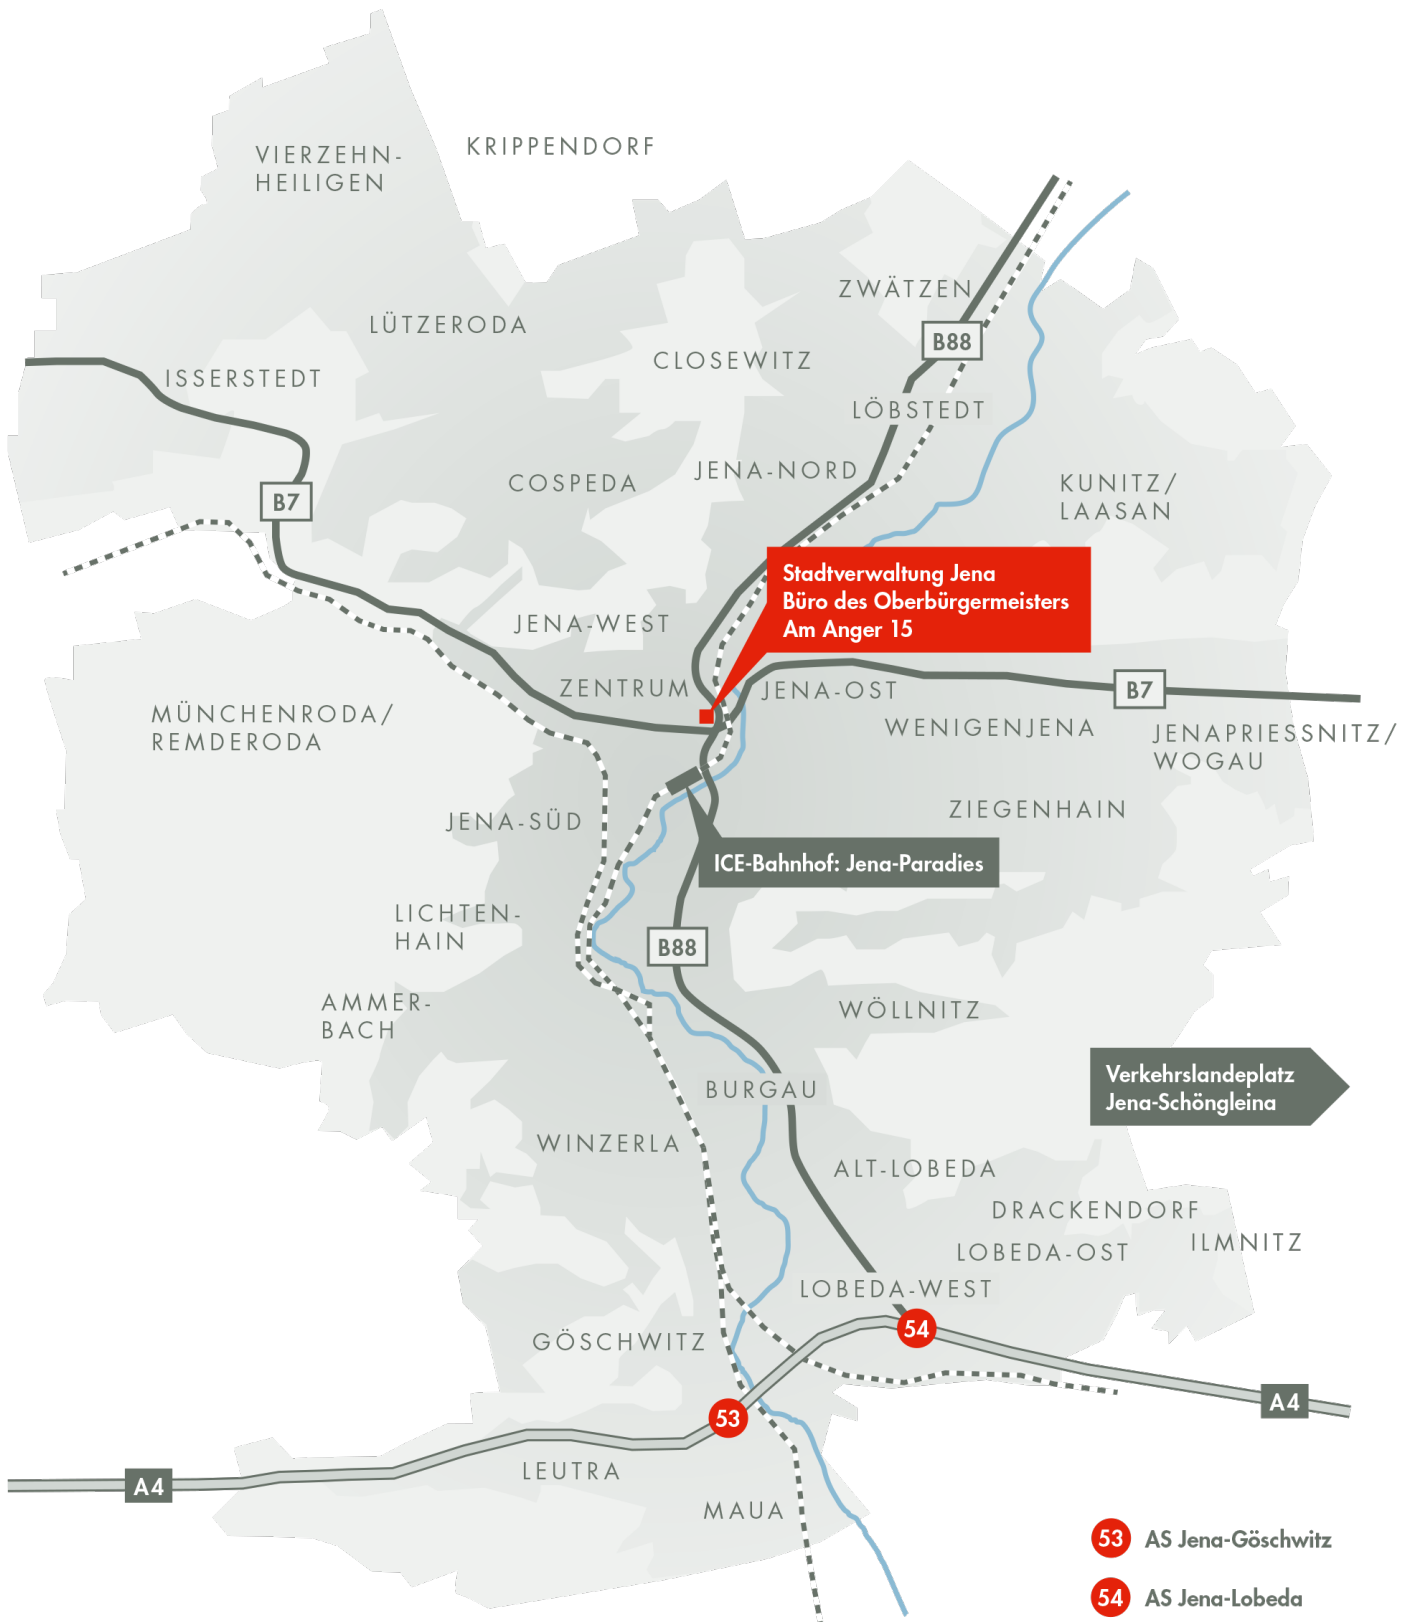 KRIPPENDORF
VIERZEHN-
HEILIGEN
ZWÄTZEN
LÜTZERODA
B88
CLOSEWITZ
ISSERSTEDT
LÖBSTEDT
JENA-NORD
COSPEDA
KUNITZ/
LAASAN
B7
Stadtverwaltung Jena
Büro des Oberbürgermeisters
Am Anger 15
JENA-WEST
ZENTRUM
JENA-OST
B7
MÜNCHENRODA/
REMDERODA
WENIGENJENA
JENAPRIESSNITZ/
WOGAU
ZIEGENHAIN
JENA-SÜD
ICE-Bahnhof: Jena-Paradies
LICHTEN-
HAIN
B88
AMMER-
BACH
WÖLLNITZ
Verkehrslandeplatz
Jena-Schöngleina
BURGAU
WINZERLA
ALT-LOBEDA
DRACKENDORF
ILMNITZ
LOBEDA-OST
LOBEDA-WEST
54
GÖSCHWITZ
A4
53
LEUTRA
A4
MAUA
53 AS Jena-Göschwitz
54 AS Jena-Lobeda